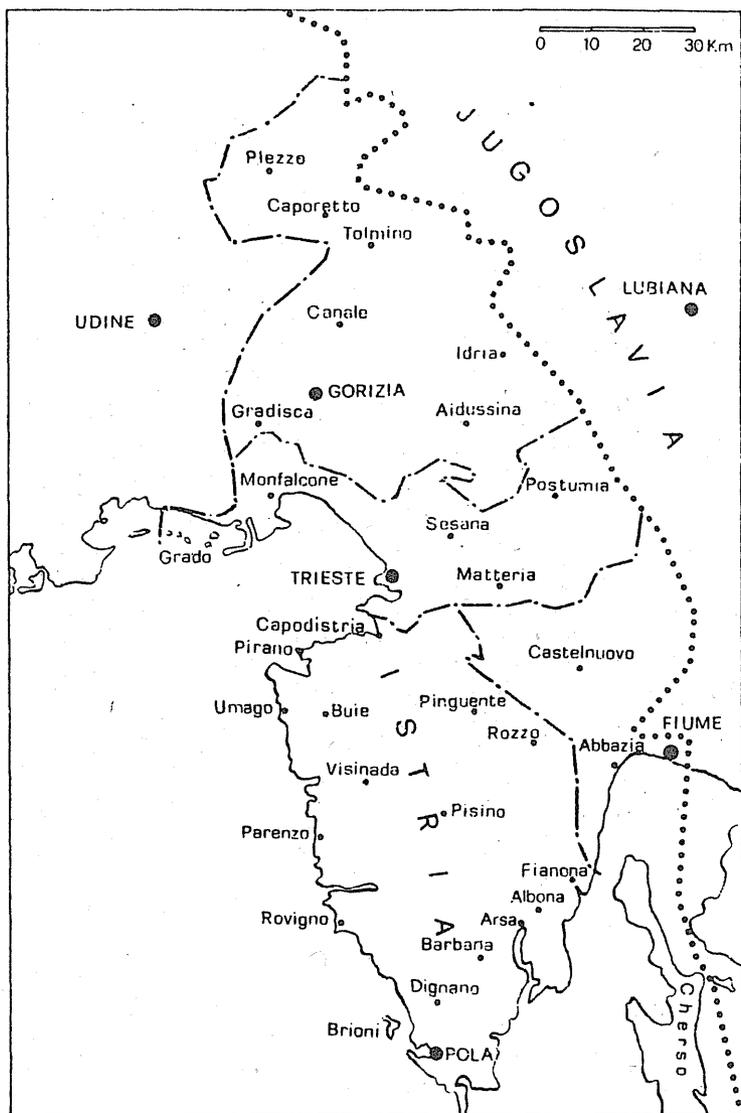 0 10 20 30 Km
JUGOSLAVIA
Plezzo
Caporetto
Tolmino
LUBIANA
UDINE
Canale
Idria
GORIZIA
Gradisca
Aidussina
Monfalcone
Postumia
Sesana
Grado
TRIESTE
Matteria
Capodistria
Pirano
Castelnuovo
ISTRIA
Umago
Buie
Pinguente
FIUME
Rozzo
Abbazia
Visinada
Pisino
Parenzo
Fianona
Albona
Rovigno
Arsa
Barbana
Dignano
Cherso
Brioni
POLA